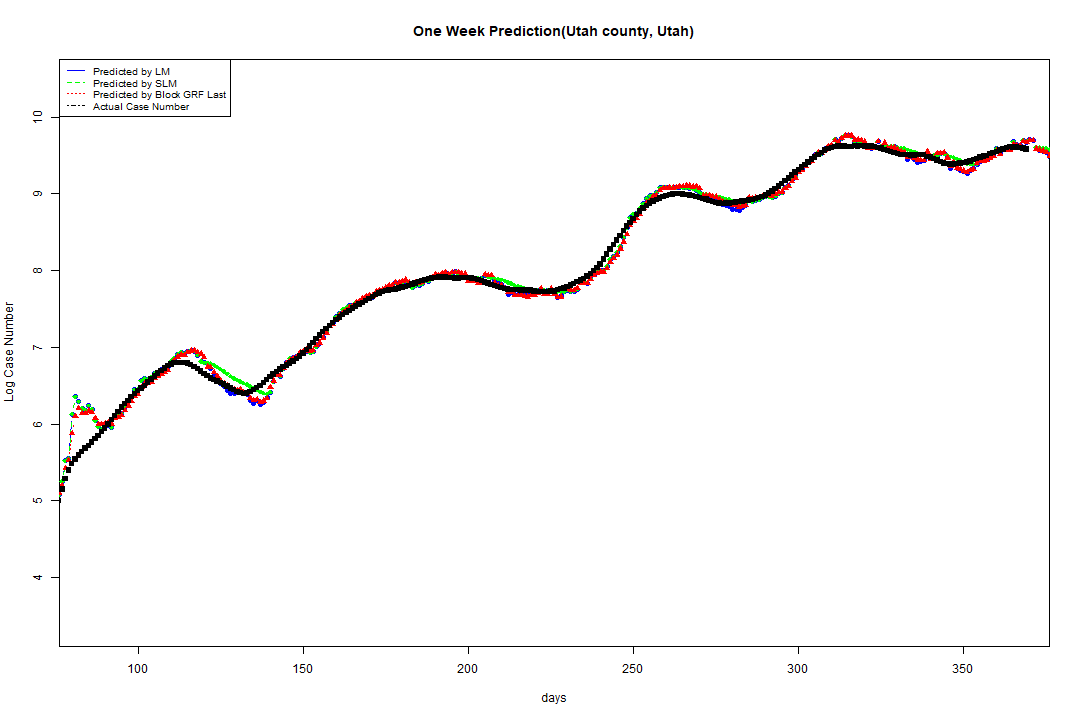 One Week Prediction(Utah county, Utah)
Predicted by LM
Predicted by SLM
Predicted by Block GRF Last
Actual Case Number
10
9
8
7
6
5
4
Log Case Number
100 150 200 250 300 350
days